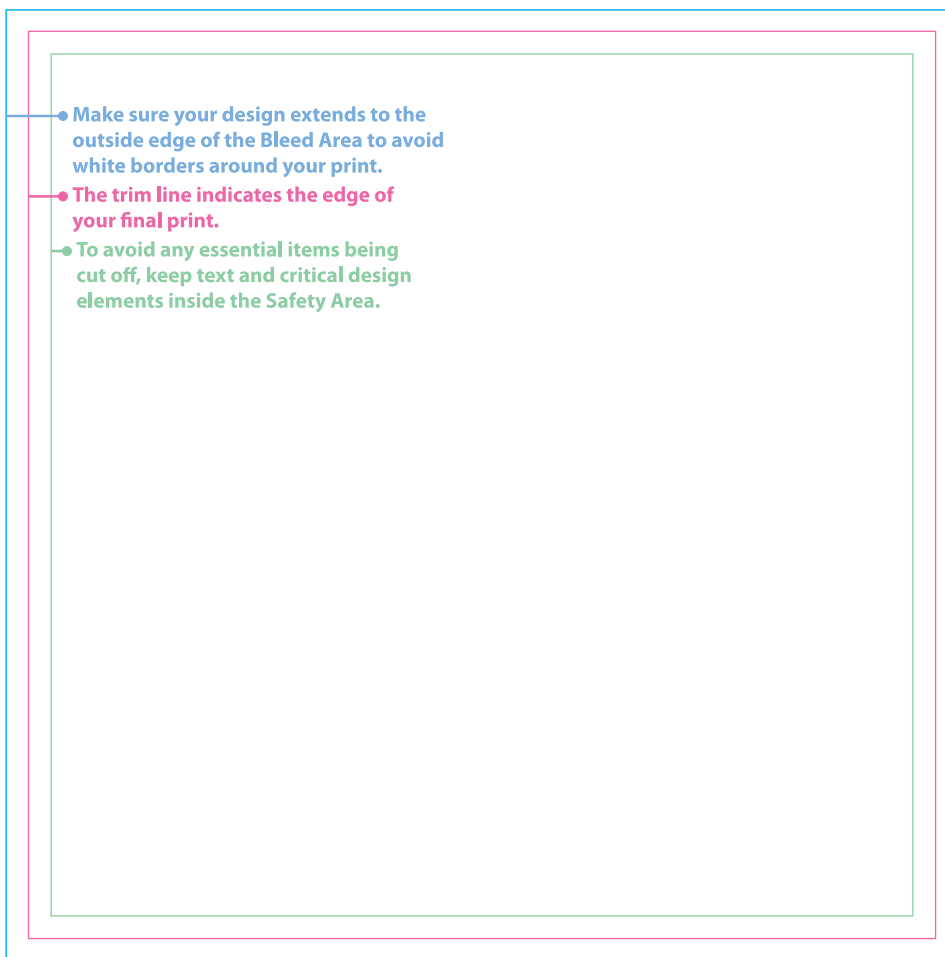 Make sure your design extends to the
outside edge of the Bleed Area to avoid
white borders around your print.
The trim line indicates the edge of
your final print.
To avoid any essential items being
cut off, keep text and critical design
elements inside the Safety Area.